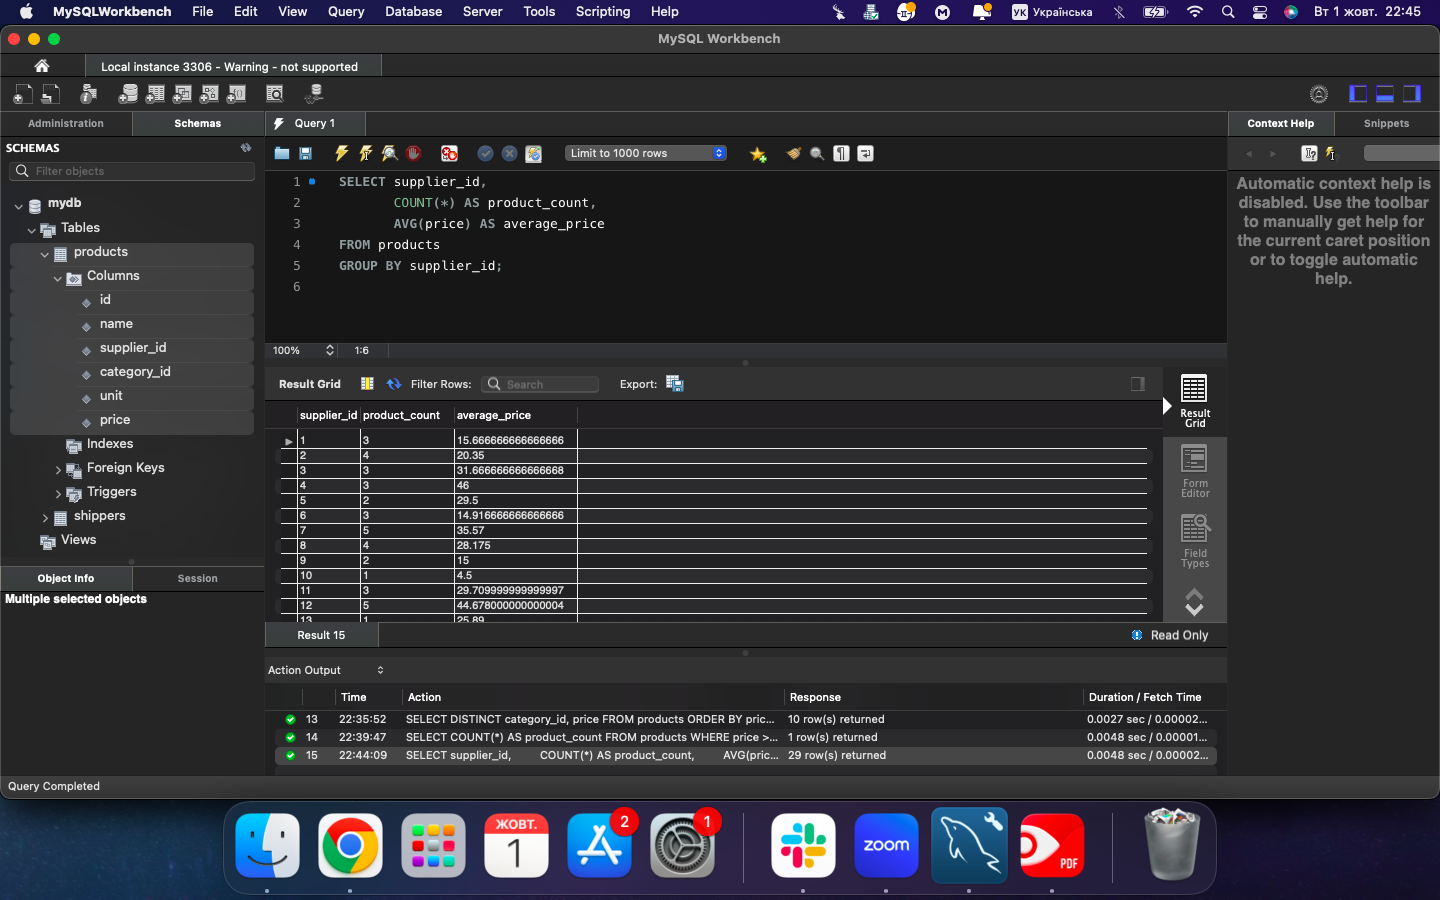 MySQLWorkbench File Edit View Query Database Server Tools Scripting Help УК Українська Вт 1 жовт. 22:45
MySQL Workbench
Local instance 3306 - Warning - not supported
Administration Schemas Query 1 Context Help Snippets
SCHEMAS
Limit to 1000 rows
Filter objects
mydb
Tables
products
Columns
id
name
supplier_id
category_id
unit
price
Indexes
Foreign Keys
Triggers
shippers
Views
Object Info Session
Multiple selected objects
1 SELECT supplier_id,
2 COUNT(*) AS product_count,
3 AVG(price) AS average_price
4 FROM products
5 GROUP BY supplier_id;
6
100% 1:6
Automatic context help is
disabled. Use the toolbar
to manually get help for
the current caret position
or to toggle automatic
help.
Result Grid Filter Rows: Search Export:
supplier_id product_count average_price
1 3 15.666666666666666
2 4 20.35
3 3 31.666666666666668
4 3 46
5 2 29.5
6 3 14.916666666666666
7 5 35.57
8 4 28.175
9 2 15
10 1 4.5
11 3 29.709999999999997
12 5 44.678000000000004
13 1 25.89
Result Grid
Form Editor
Field Types
Result 15 Read Only
Action Output
Time Action Response Duration / Fetch Time
13 22:35:52 SELECT DISTINCT category_id, price FROM products ORDER BY pric... 10 row(s) returned 0.0027 sec / 0.00002...
14 22:39:47 SELECT COUNT(*) AS product_count FROM products WHERE price >... 1 row(s) returned 0.0048 sec / 0.00001...
15 22:44:09 SELECT supplier_id, COUNT(*) AS product_count, AVG(pric... 29 row(s) returned 0.0048 sec / 0.00002...
Query Completed
ЖОВТ.
1
2
1
zoom
PDF